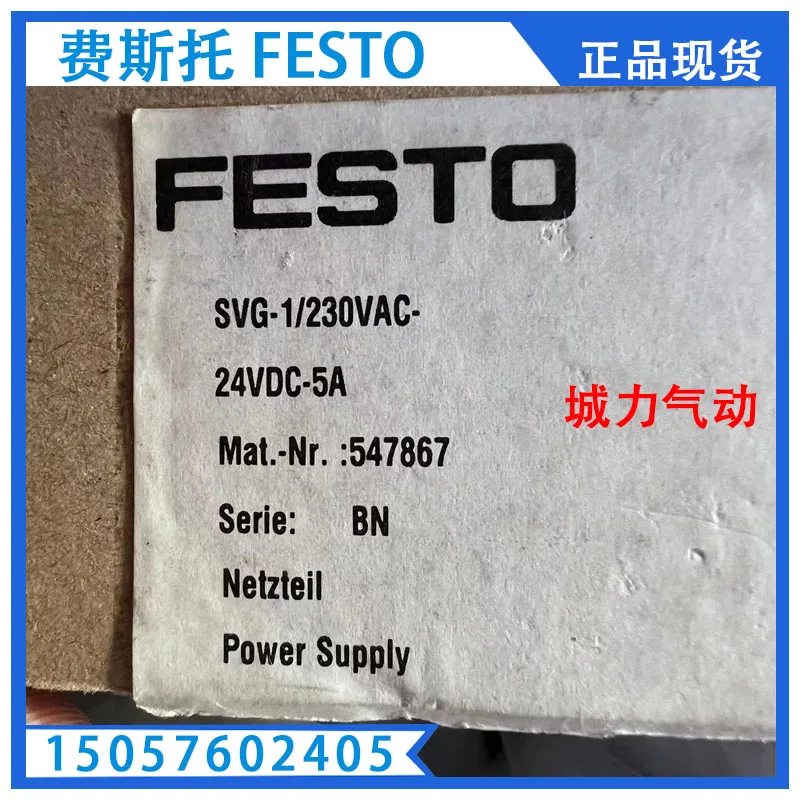 费斯托 FESTO
正品现货
FESTO
SVG-1/230VAC-
24VDC-5A
城力气动
Mat.-Nr. :547867
Serie: BN
Netzteil
Power Supply
15057602405